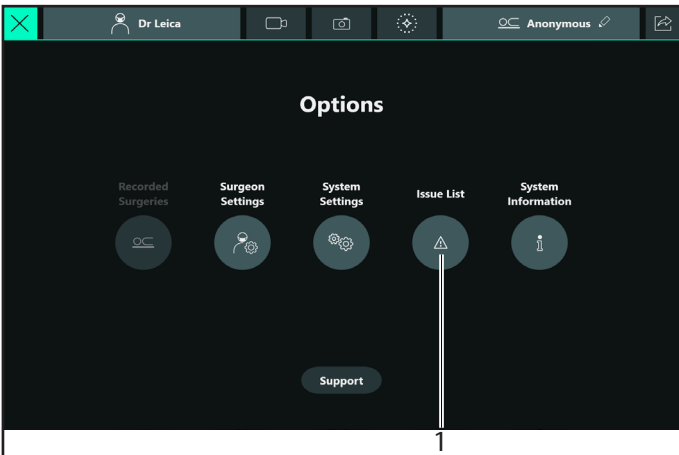 Dr Leica
Anonymous
Options
Recorded
Surgeries
Surgeon
Settings
System
Settings
Issue List
System
Information
Support
1